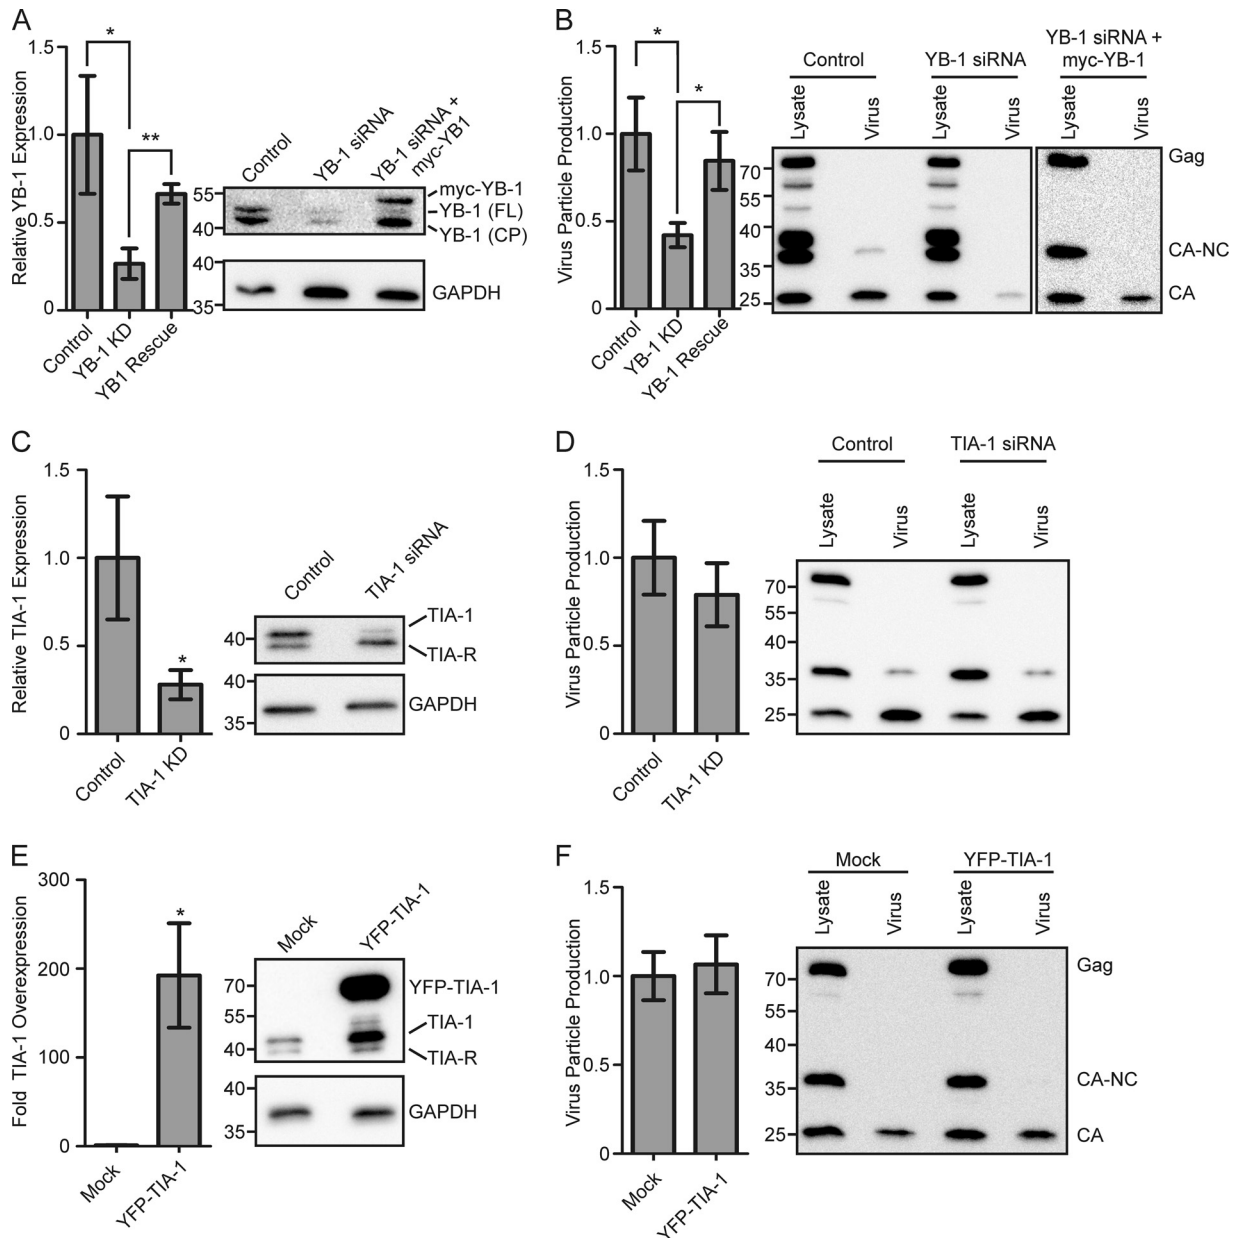 A
Relative YB-1 Expression
1.5
1.0
0.5
0
*
**
Control
YB-1 KD
YB1 Rescue
Control
YB-1 siRNA
YB-1 siRNA +
myc-YB1
55
40
myc-YB-1
YB-1 (FL)
YB-1 (CP)
40
35
GAPDH
B
Virus Particle Production
1.5
1.0
0.5
0
*
*
Control
YB-1 KD
YB-1 Rescue
Control
YB-1 siRNA
YB-1 siRNA +
myc-YB-1
Lysate
Virus
Lysate
Virus
Lysate
Virus
70
55
40
35
25
Gag
CA-NC
CA
C
Relative TIA-1 Expression
1.5
1.0
0.5
0
*
Control
TIA-1 KD
Control
TIA-1 siRNA
40
TIA-1
TIA-R
40
35
GAPDH
D
Virus Particle Production
1.5
1.0
0.5
0
Control
TIA-1 KD
Control
TIA-1 siRNA
Lysate
Virus
Lysate
Virus
70
55
40
35
25
E
Fold TIA-1 Overexpression
300
200
100
0
*
Mock
YFP-TIA-1
Mock
YFP-TIA-1
70
55
40
YFP-TIA-1
TIA-1
TIA-R
40
35
GAPDH
F
Virus Particle Production
1.5
1.0
0.5
0
Mock
YFP-TIA-1
Mock
YFP-TIA-1
Lysate
Virus
Lysate
Virus
70
55
40
35
25
Gag
CA-NC
CA